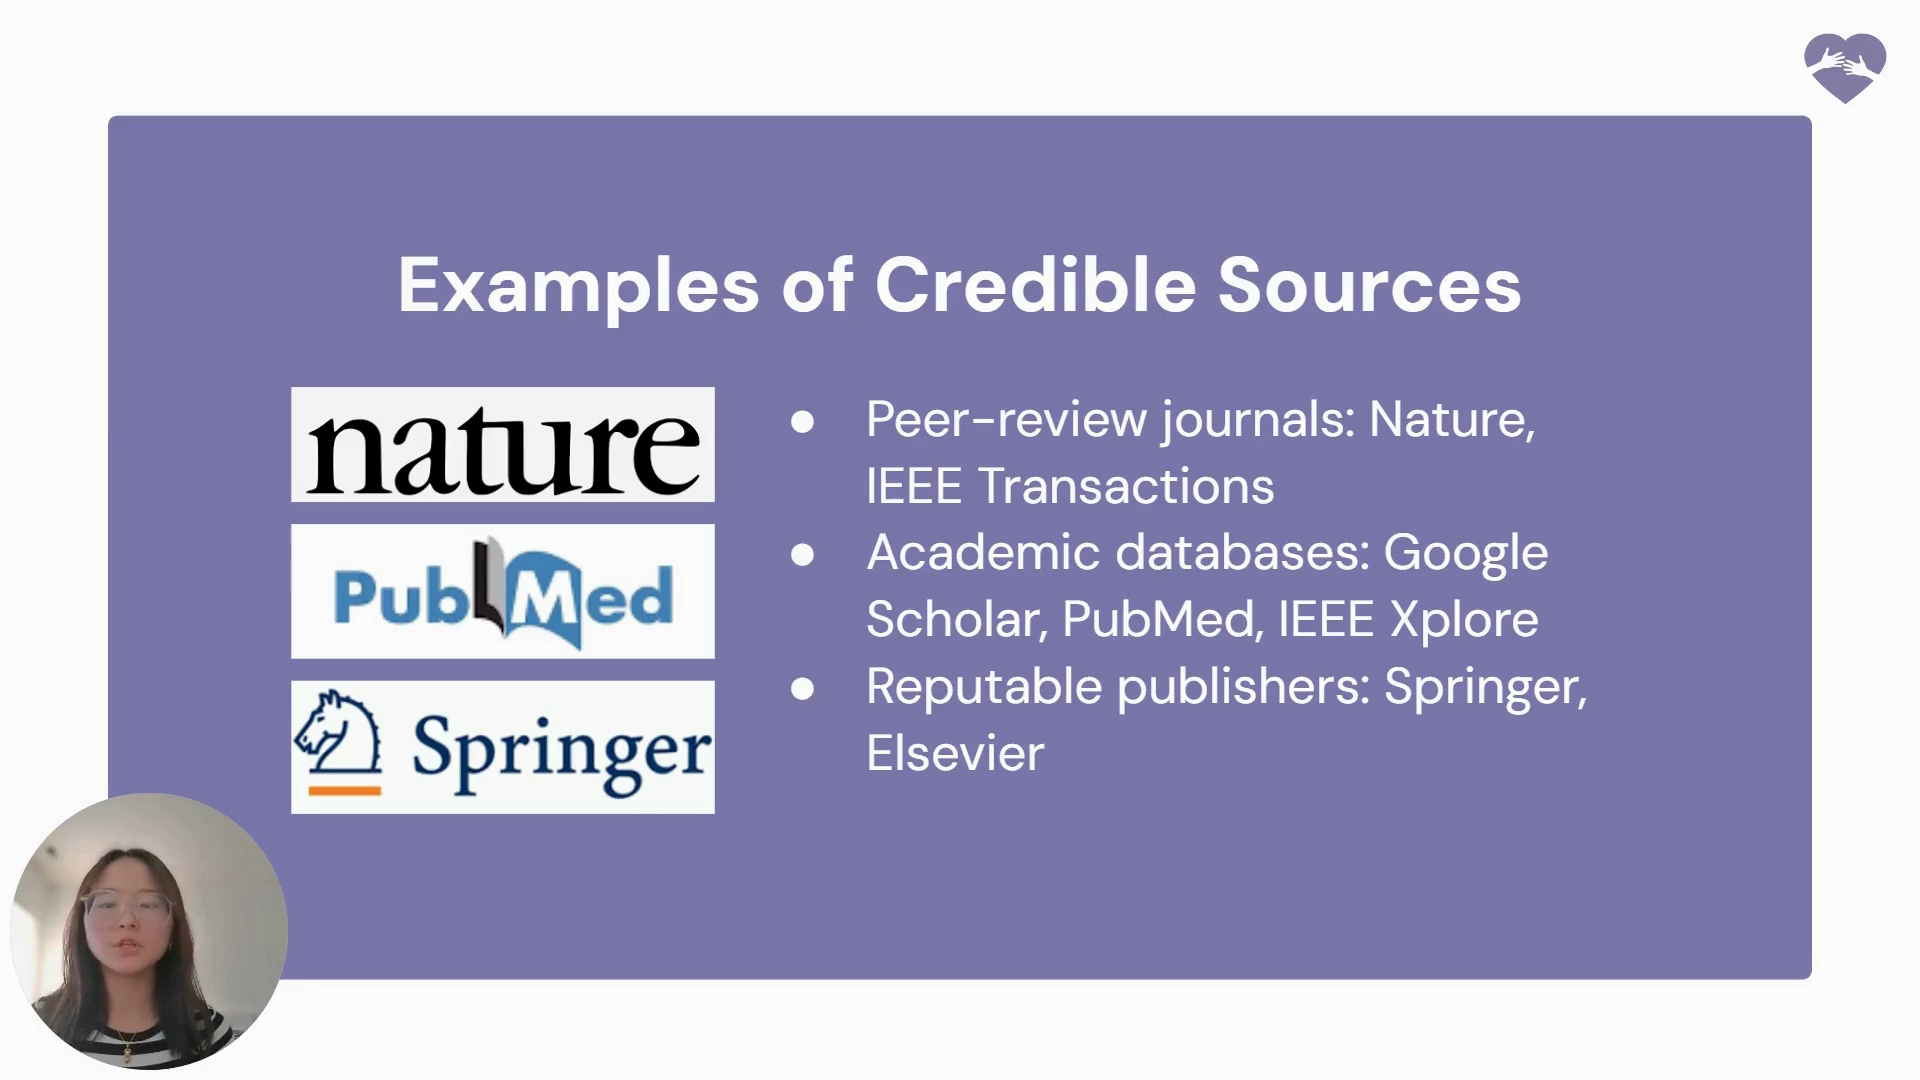 Examples of Credible Sources
nature
PubMed
Springer
● Peer-review journals: Nature,
IEEE Transactions
● Academic databases: Google
Scholar, PubMed, IEEE Xplore
● Reputable publishers: Springer,
Elsevier